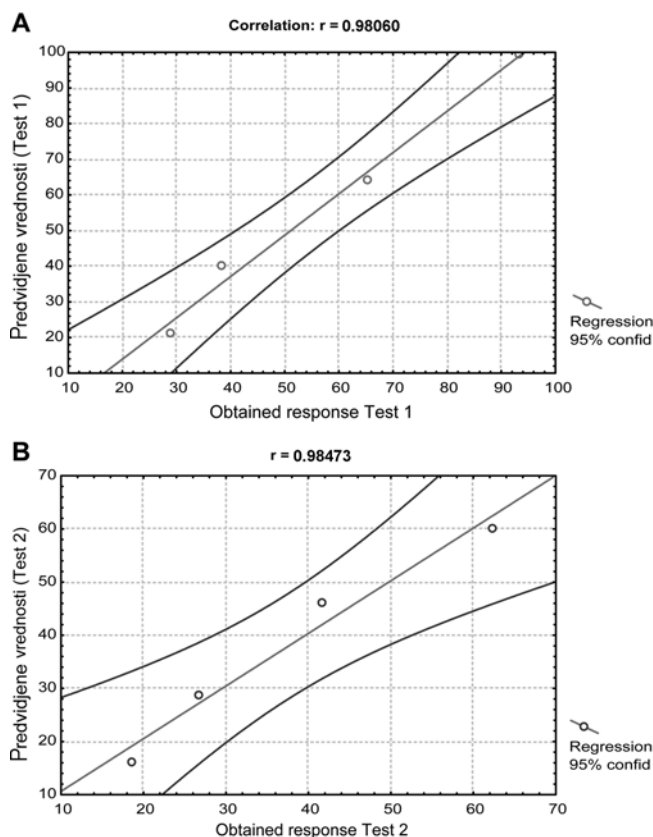 A
Correlation: r = 0.98060
Predvidjene vrednosti (Test 1)
100
90
80
70
60
50
40
30
20
10
10 20 30 40 50 60 70 80 90 100
Obtained response Test 1
Regression
95% confid
B
r = 0.98473
Predvidjene vrednosti (Test 2)
70
60
50
40
30
20
10
10 20 30 40 50 60 70
Obtained response Test 2
Regression
95% confid